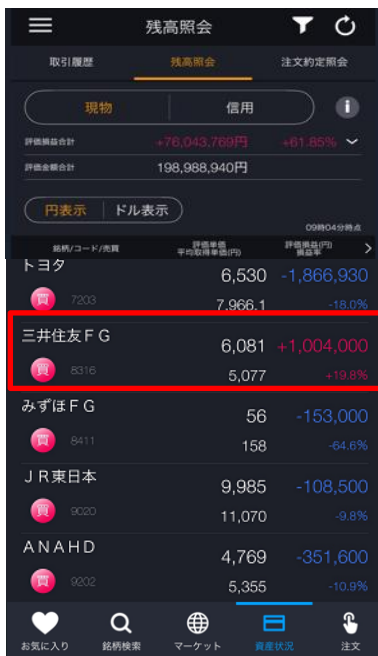 残高照会
取引履歴 残高照会 注文約定照会
現物 信用
評価損益合計 +76,043,769円 +61.85%
評価金額合計 198,988,940円
円表示 ドル表示
09時04分時点
銘柄/コード/売買 評価単価 評価損益(円)
平均取得単価(円) 損益率
トヨタ 6,530 -1,866,930
買 7203 7,966.1 -18.0%
三井住友FG 6,081 +1,004,000
買 8316 5,077 +19.8%
みずほFG 56 -153,000
買 8411 158 -64.6%
JR東日本 9,985 -108,500
買 9020 11,070 -9.8%
ANAHD 4,769 -351,600
買 9202 5,355 -10.9%
お気に入り 銘柄検索 マーケット 資産状況 注文